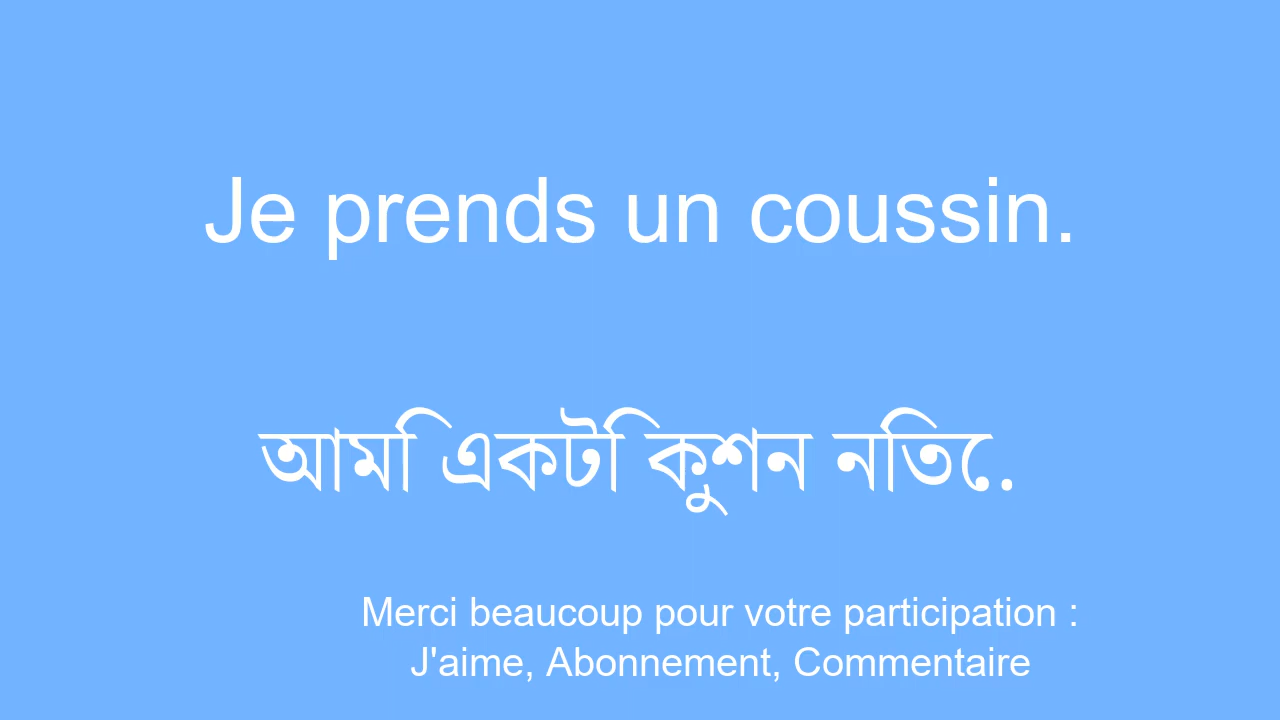 Je prends un coussin.
আমি একটি কুশন নিতে.
Merci beaucoup pour votre participation :
J'aime, Abonnement, Commentaire